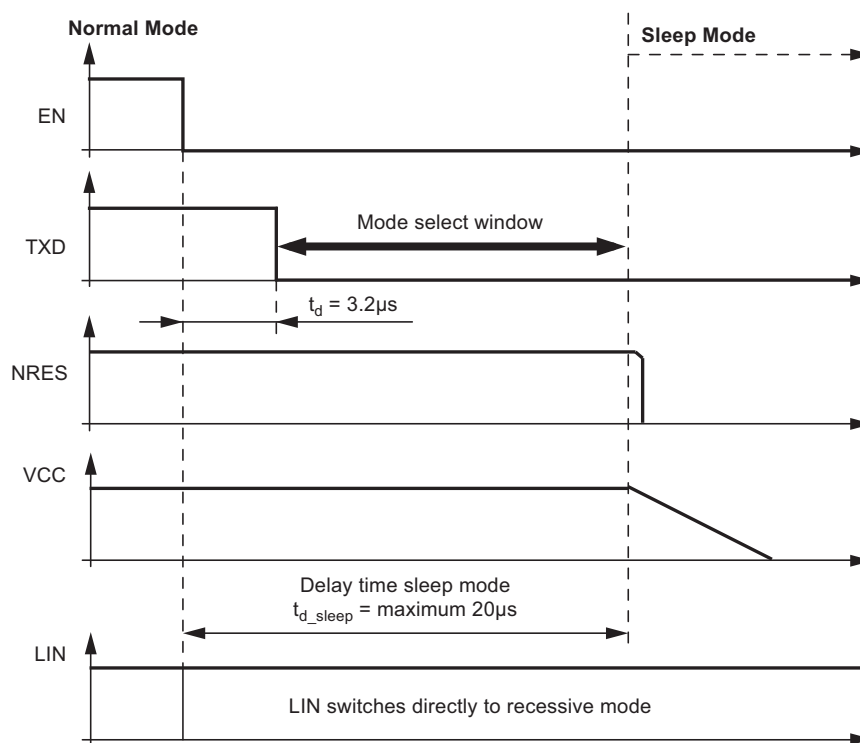 Normal Mode
Sleep Mode
EN
TXD
Mode select window
t_d = 3.2µs
NRES
VCC
Delay time sleep mode
t_d_sleep = maximum 20µs
LIN
LIN switches directly to recessive mode